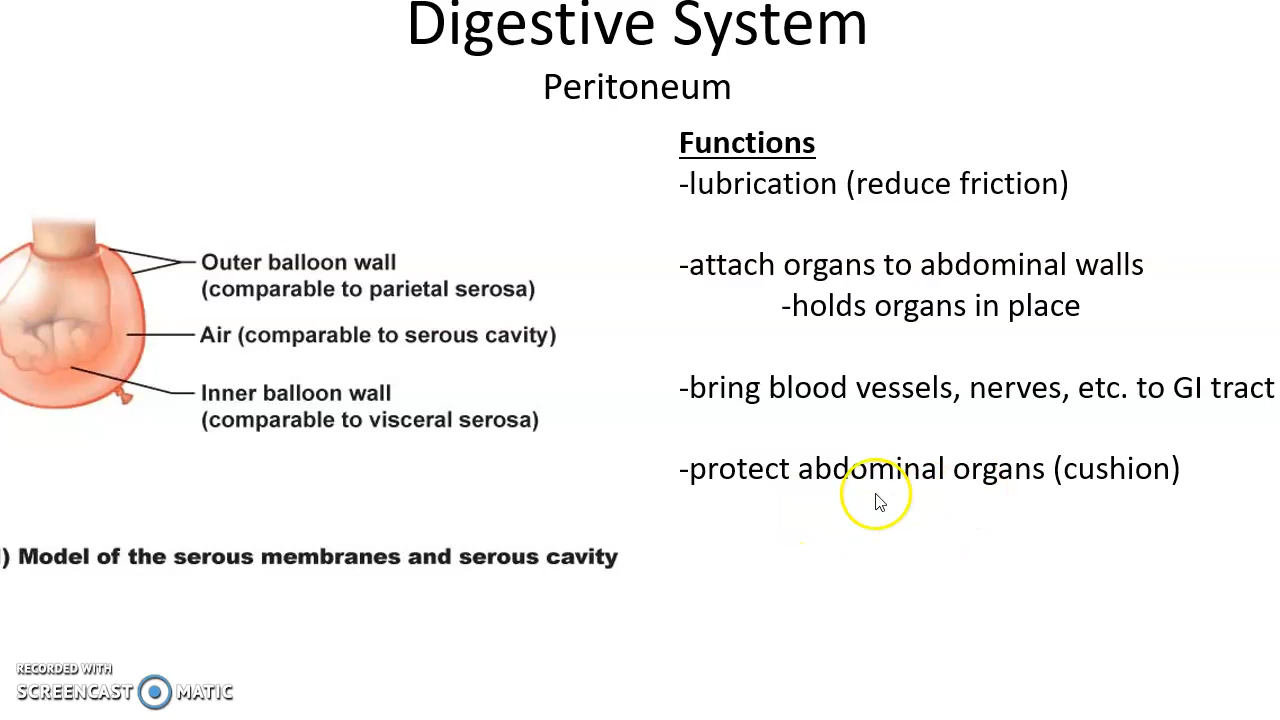 Digestive System
Peritoneum
Functions
-lubrication (reduce friction)
-attach organs to abdominal walls
-holds organs in place
-bring blood vessels, nerves, etc. to GI tract
-protect abdominal organs (cushion)
Outer balloon wall
(comparable to parietal serosa)
Air (comparable to serous cavity)
Inner balloon wall
(comparable to visceral serosa)
) Model of the serous membranes and serous cavity
RECORDED WITH
SCREENCAST MATIC